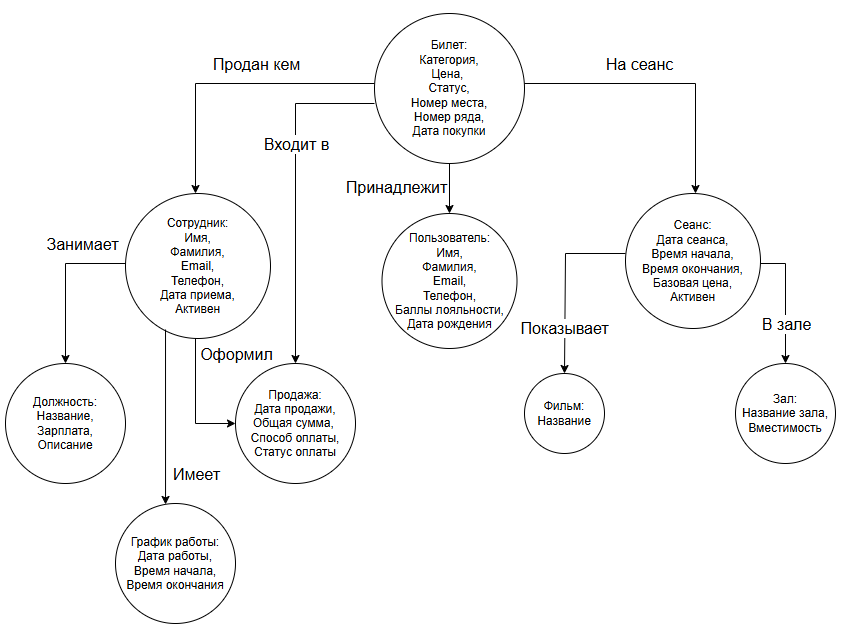 Билет:
Категория,
Цена,
Статус,
Номер места,
Номер ряда,
Дата покупки
Продан кем
На сеанс
Входит в
Принадлежит
Сотрудник:
Имя,
Фамилия,
Email,
Телефон,
Дата приема,
Активен
Пользователь:
Имя,
Фамилия,
Email,
Телефон,
Баллы лояльности,
Дата рождения
Сеанс:
Дата сеанса,
Время начала,
Время окончания,
Базовая цена,
Активен
Занимает
Оформил
Показывает
В зале
Должность:
Название,
Зарплата,
Описание
Продажа:
Дата продажи,
Общая сумма,
Способ оплаты,
Статус оплаты
Фильм:
Название
Зал:
Название зала,
Вместимость
Имеет
График работы:
Дата работы,
Время начала,
Время окончания